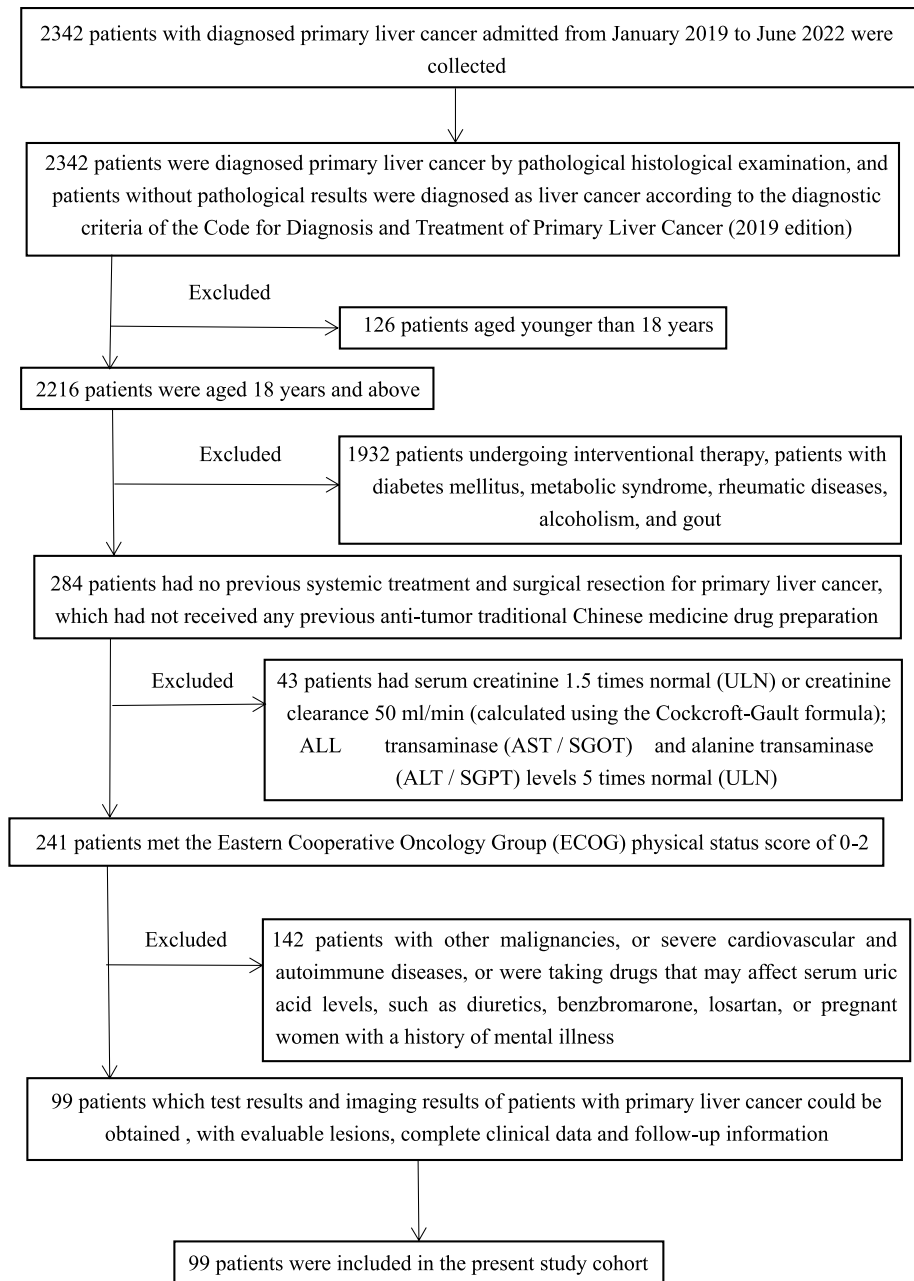 2342 patients with diagnosed primary liver cancer admitted from January 2019 to June 2022 were
collected
2342 patients were diagnosed primary liver cancer by pathological histological examination, and
patients without pathological results were diagnosed as liver cancer according to the diagnostic
criteria of the Code for Diagnosis and Treatment of Primary Liver Cancer (2019 edition)
Excluded
126 patients aged younger than 18 years
2216 patients were aged 18 years and above
Excluded
1932 patients undergoing interventional therapy, patients with
diabetes mellitus, metabolic syndrome, rheumatic diseases,
alcoholism, and gout
284 patients had no previous systemic treatment and surgical resection for primary liver cancer,
which had not received any previous anti-tumor traditional Chinese medicine drug preparation
Excluded
43 patients had serum creatinine 1.5 times normal (ULN) or creatinine
clearance 50 ml/min (calculated using the Cockcroft-Gault formula);
ALL transaminase (AST / SGOT) and alanine transaminase
(ALT / SGPT) levels 5 times normal (ULN)
241 patients met the Eastern Cooperative Oncology Group (ECOG) physical status score of 0-2
Excluded
142 patients with other malignancies, or severe cardiovascular and
autoimmune diseases, or were taking drugs that may affect serum uric
acid levels, such as diuretics, benzbromarone, losartan, or pregnant
women with a history of mental illness
99 patients which test results and imaging results of patients with primary liver cancer could be
obtained , with evaluable lesions, complete clinical data and follow-up information
99 patients were included in the present study cohort